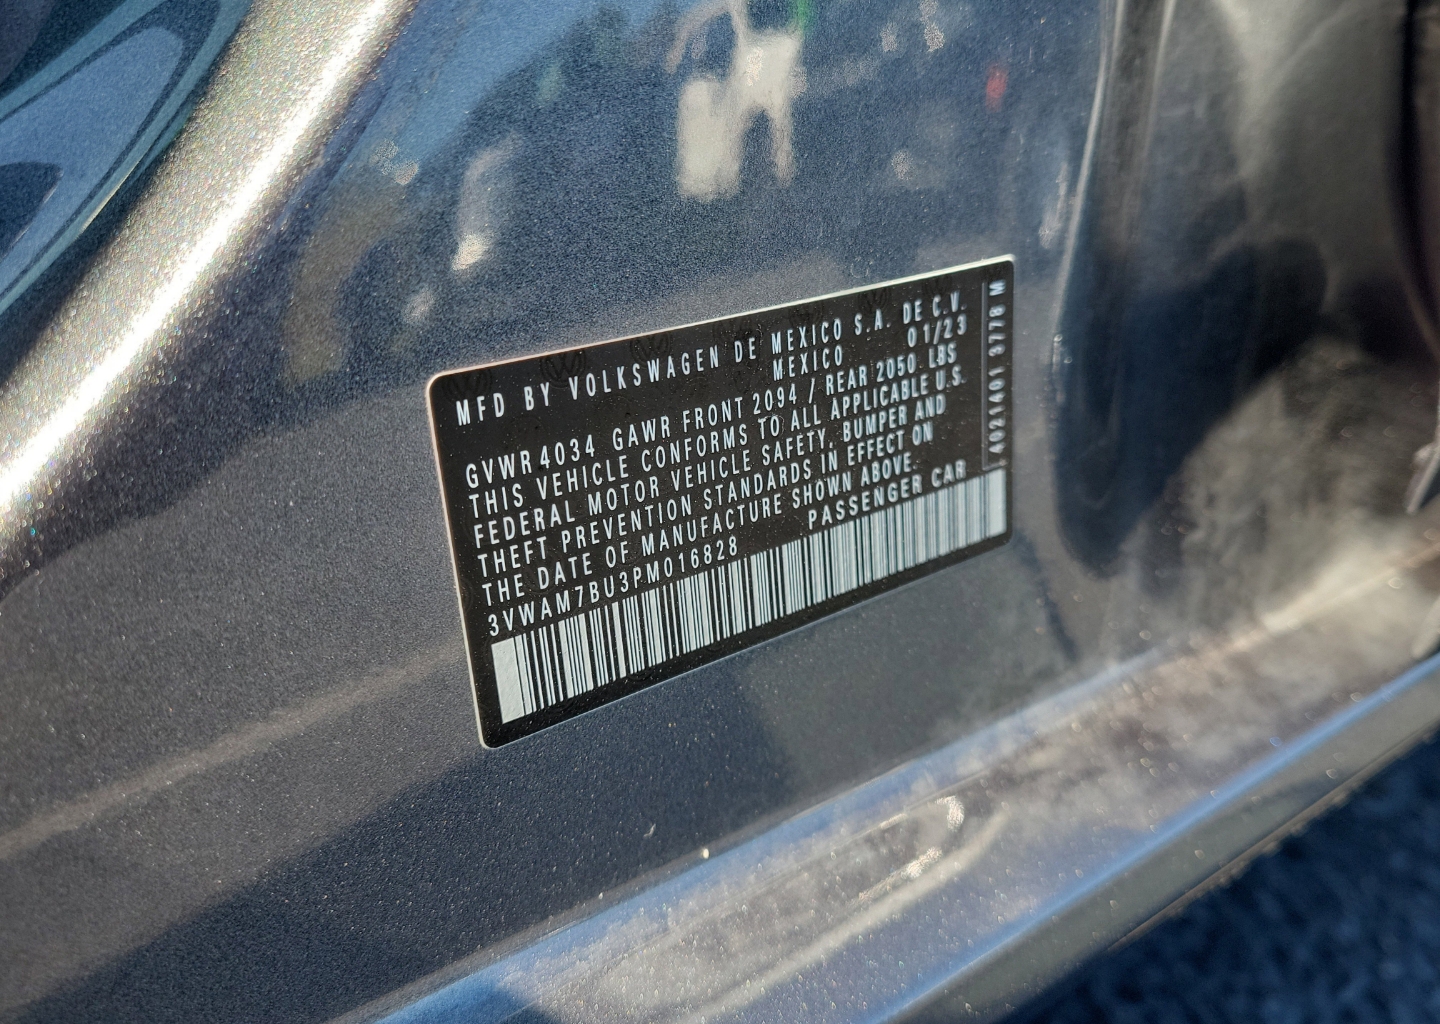 MFD BY VOLKSWAGEN DE MEXICO S.A. DE C.V.
MEXICO 01/23
GVWR 4034 GAWR FRONT 2094 / REAR 2050 LBS
THIS VEHICLE CONFORMS TO ALL APPLICABLE U.S.
FEDERAL MOTOR VEHICLE SAFETY, BUMPER AND
THEFT PREVENTION STANDARDS IN EFFECT ON
THE DATE OF MANUFACTURE SHOWN ABOVE.
3VWAM7BU3PM016828 PASSENGER CAR
4021401 3778 M